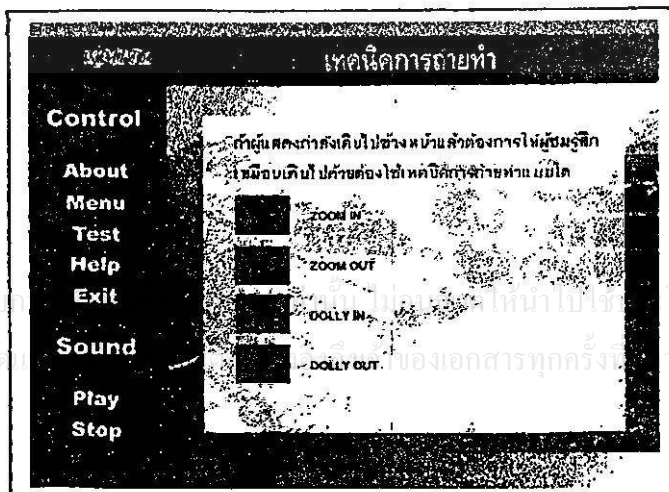 เทคนิคการถ่ายทำ
Control
About
Menu
Test
Help
Exit
Sound
Play
Stop
ถ้าผู้แสดงกำลังเดินไปข้างหน้าแล้วต้องการให้ผู้ชมรู้สึก
เหมือนเดินไปด้วยต้องใช้เทคนิคการถ่ายทำแบบใด
ZOOM IN
ZOOM OUT
DOLLY IN
DOLLY OUT